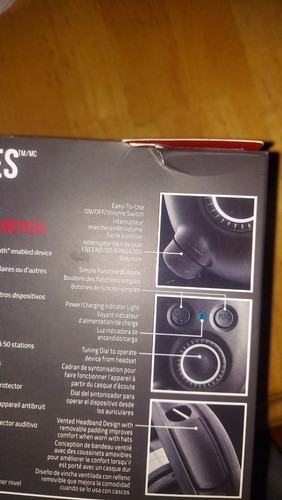 ES™/MC
oth® enabled device
laires ou d'autres
tros dispositivos
à 50 stations
rotector
appareil antibruit
ector auditivo
Easy-To-Use
ON/OFF/Volume Switch
Interrupteur
marche/arrêt/volume
facile à utiliser
Interruptor fácil de usar
Volumen
Simple Function Buttons
Boutons des fonctions simples
Botones de función simples
Power/Charging Indicator Light
Voyant indicateur
d'alimentation/de charge
Luz indicadora de
encendido/carga
Tuning Dial to operate
device from headset
Cadran de syntonisation pour
faire fonctionner l'appareil à
partir du casque d'écoute
Dial del sintonizador para
operar el dispositivo desde
los auriculares
Vented Headband Design with
removable padding improves
comfort when worn with hats
Conception de bandeau ventilé
avec des coussinets amovibles
pour améliorer le confort lorsqu'il
est porté avec un casque dur
Diseño de vincha ventilada con relleno
removible que mejora la comodidad
cuando se lo usa con cascos